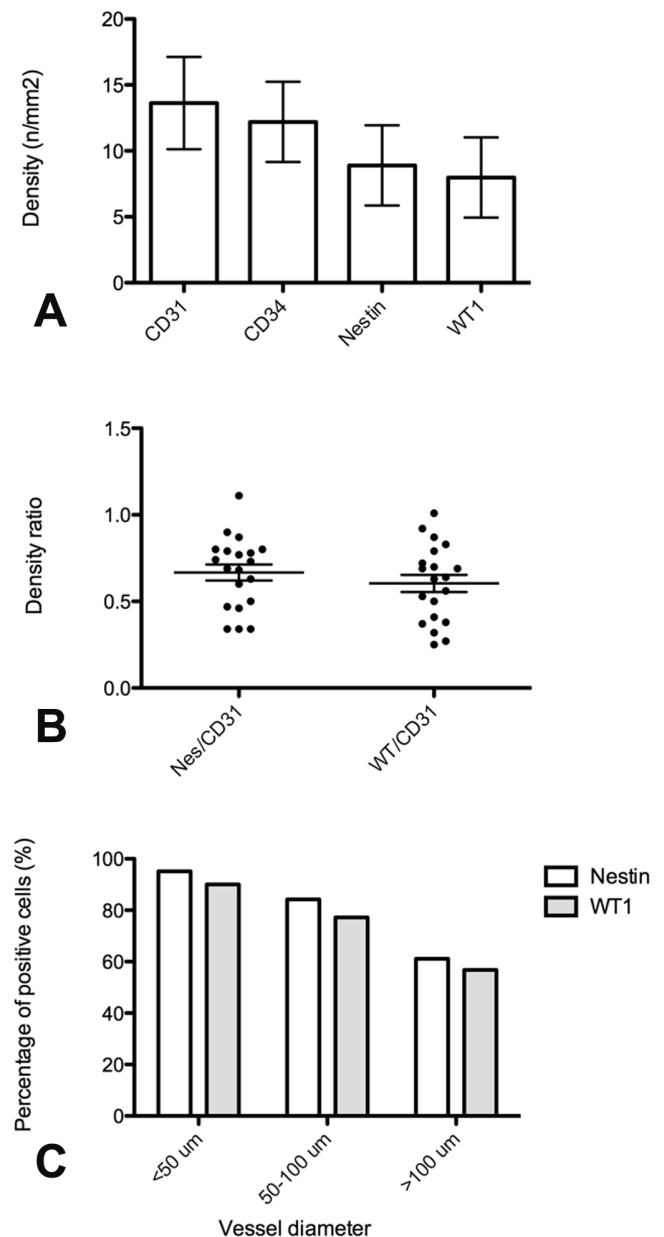 20
15
10
5
0
Density (n/mm2)
CD31
CD34
Nestin
WT1
A
1.5
1.0
0.5
0.0
Density ratio
Nes/CD31
WT/CD31
B
100
80
60
40
20
0
Percentage of positive cells (%)
Nestin
WT1
<50 um
50-100 um
>100 um
C
Vessel diameter